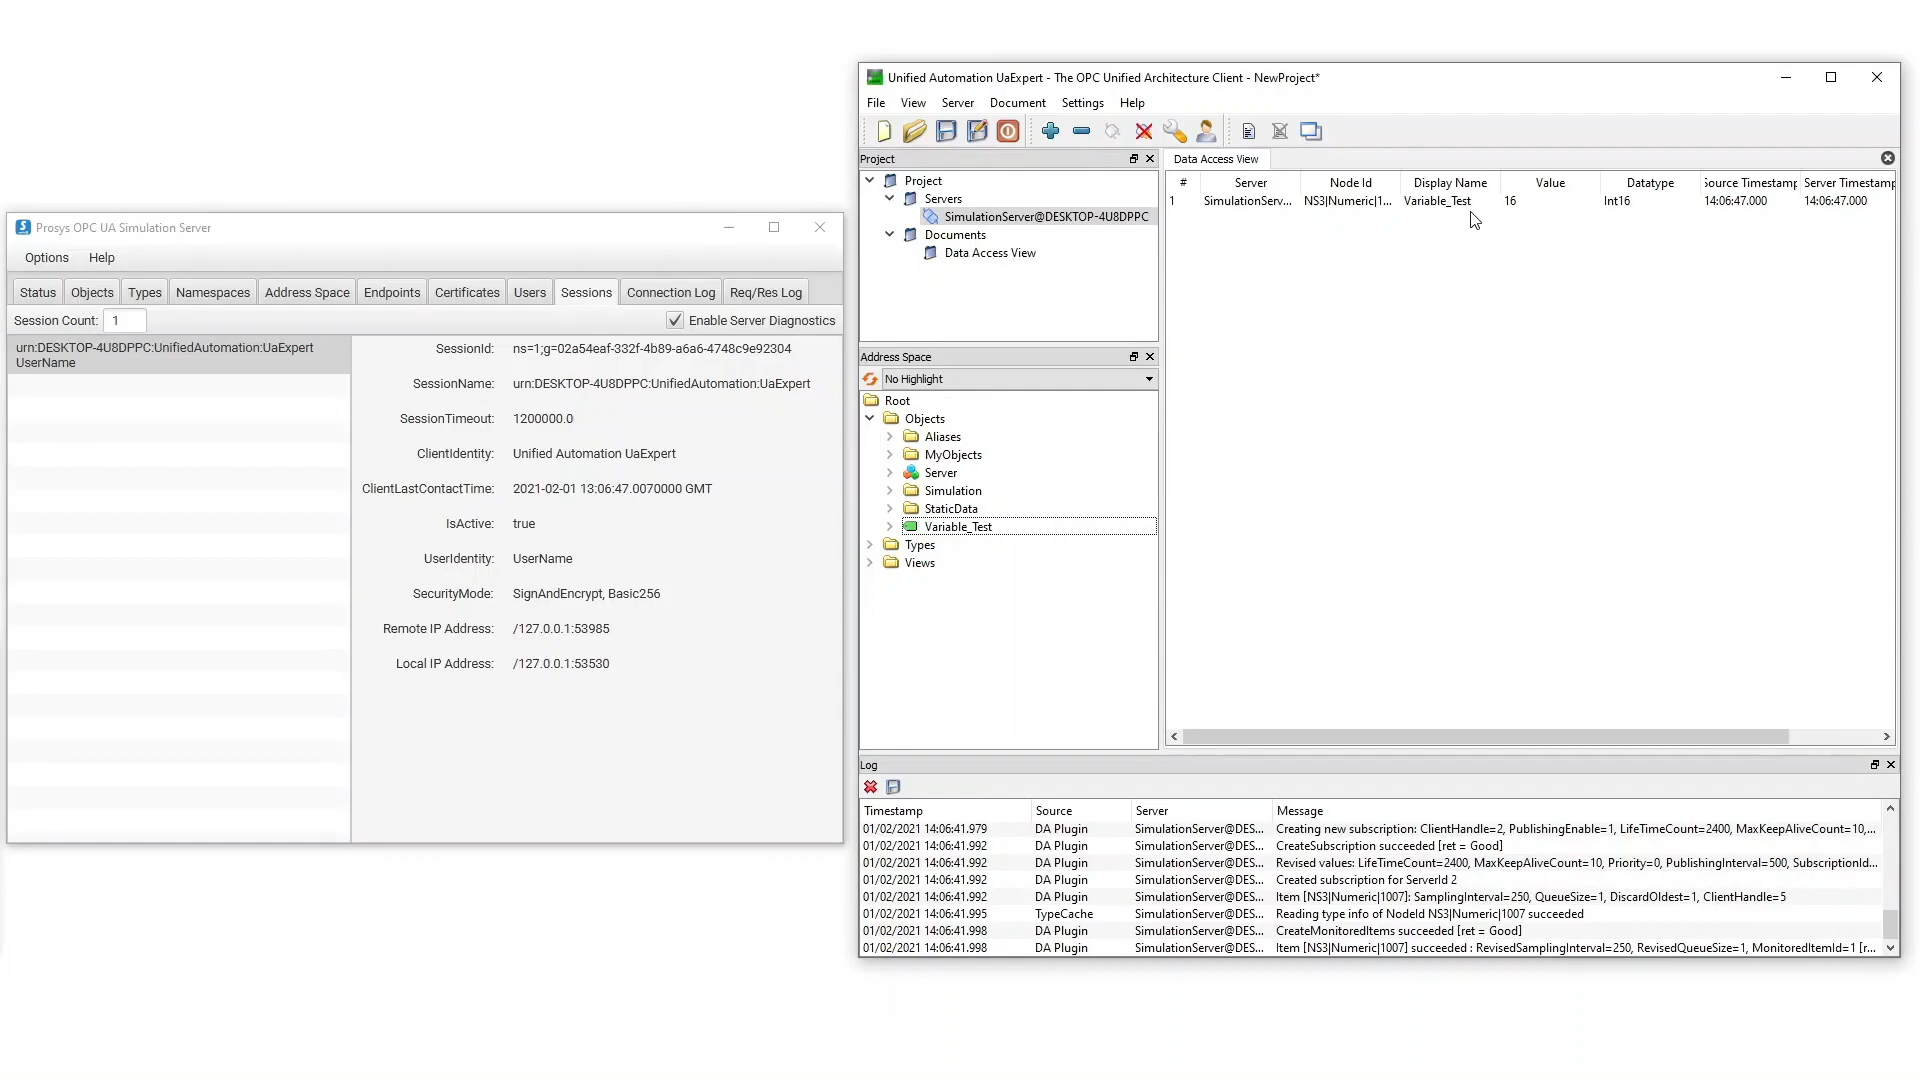 Prosys OPC UA Simulation Server
Options Help
Status Objects Types Namespaces Address Space Endpoints Certificates Users Sessions Connection Log Req/Res Log
Session Count: 1 Enable Server Diagnostics
urn:DESKTOP-4U8DPPC:UnifiedAutomation:UaExpert
UserName
SessionId: ns=1;g=02a54eaf-332f-4b89-a6a6-4748c9e92304
SessionName: urn:DESKTOP-4U8DPPC:UnifiedAutomation:UaExpert
SessionTimeout: 1200000.0
ClientIdentity: Unified Automation UaExpert
ClientLastContactTime: 2021-02-01 13:06:47.0070000 GMT
IsActive: true
UserIdentity: UserName
SecurityMode: SignAndEncrypt, Basic256
Remote IP Address: /127.0.0.1:53985
Local IP Address: /127.0.0.1:53530
Unified Automation UaExpert - The OPC Unified Architecture Client - NewProject*
File View Server Document Settings Help
Project
Project
Servers
SimulationServer@DESKTOP-4U8DPPC
Documents
Data Access View
Address Space
No Highlight
Root
Objects
Aliases
MyObjects
Server
Simulation
StaticData
Variable_Test
Types
Views
Data Access View
# Server Node Id Display Name Value Datatype Source Timestamp Server Timestamp
1 SimulationServ... NS3|Numeric|1... Variable_Test 16 Int16 14:06:47.000 14:06:47.000
Log
Timestamp Source Server Message
01/02/2021 14:06:41.979 DA Plugin SimulationServer@DES... Creating new subscription: ClientHandle=2, PublishingEnable=1, LifeTimeCount=2400, MaxKeepAliveCount=10,...
01/02/2021 14:06:41.992 DA Plugin SimulationServer@DES... CreateSubscription succeeded [ret = Good]
01/02/2021 14:06:41.992 DA Plugin SimulationServer@DES... Revised values: LifeTimeCount=2400, MaxKeepAliveCount=10, Priority=0, PublishingInterval=500, SubscriptionId...
01/02/2021 14:06:41.992 DA Plugin SimulationServer@DES... Created subscription for ServerId 2
01/02/2021 14:06:41.992 DA Plugin SimulationServer@DES... Item [NS3|Numeric|1007]: SamplingInterval=250, QueueSize=1, DiscardOldest=1, ClientHandle=5
01/02/2021 14:06:41.995 TypeCache SimulationServer@DES... Reading type info of NodeId NS3|Numeric|1007 succeeded
01/02/2021 14:06:41.998 DA Plugin SimulationServer@DES... CreateMonitoredItems succeeded [ret = Good]
01/02/2021 14:06:41.998 DA Plugin SimulationServer@DES... Item [NS3|Numeric|1007] succeeded : RevisedSamplingInterval=250, RevisedQueueSize=1, MonitoredItemId=1 [r...